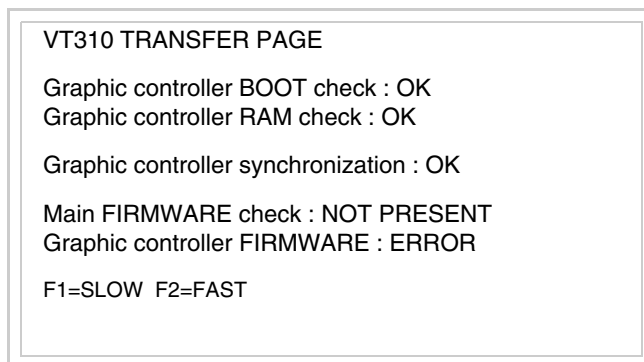 VT310 TRANSFER PAGE
Graphic controller BOOT check : OK
Graphic controller RAM check : OK
Graphic controller synchronization : OK
Main FIRMWARE check : NOT PRESENT
Graphic controller FIRMWARE : ERROR
F1=SLOW F2=FAST